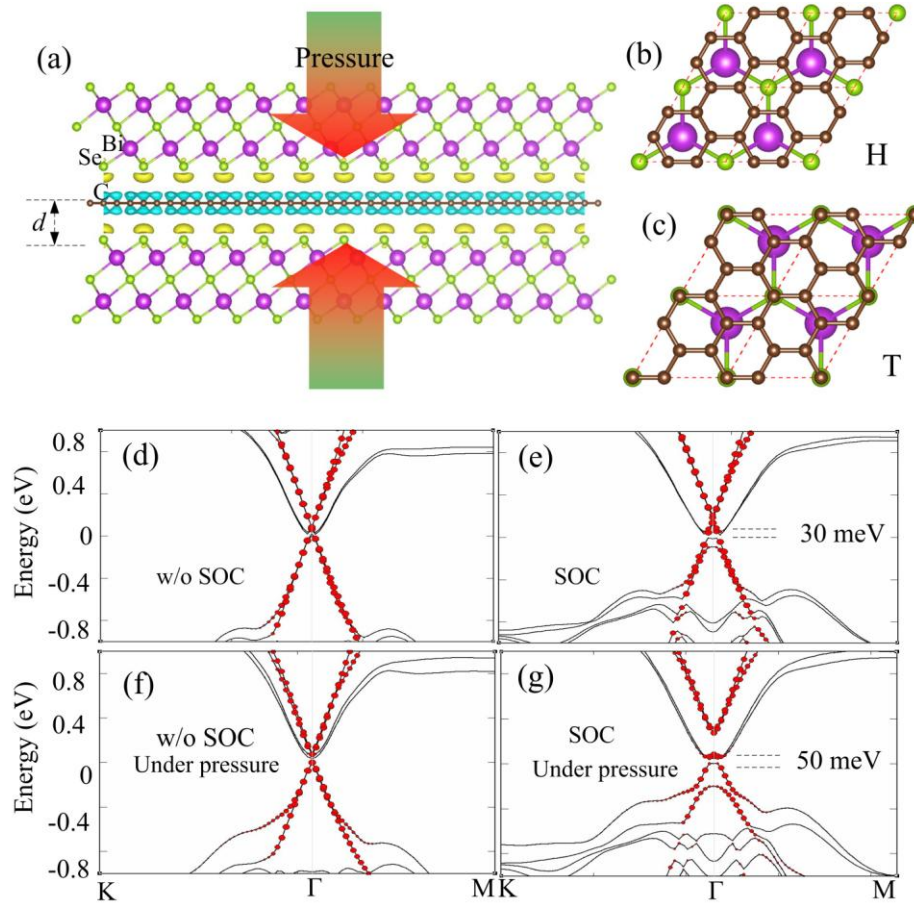 (a)
Pressure
Bi
Se
C
d
(b)
H
(c)
T
Energy (eV)
0.8
0.4
0
-0.4
-0.8
(d)
w/o SOC
(e)
SOC
30 meV
Energy (eV)
0.8
0.4
0
-0.4
-0.8
(f)
w/o SOC
Under pressure
(g)
SOC
Under pressure
50 meV
K
Γ
M
K
Γ
M